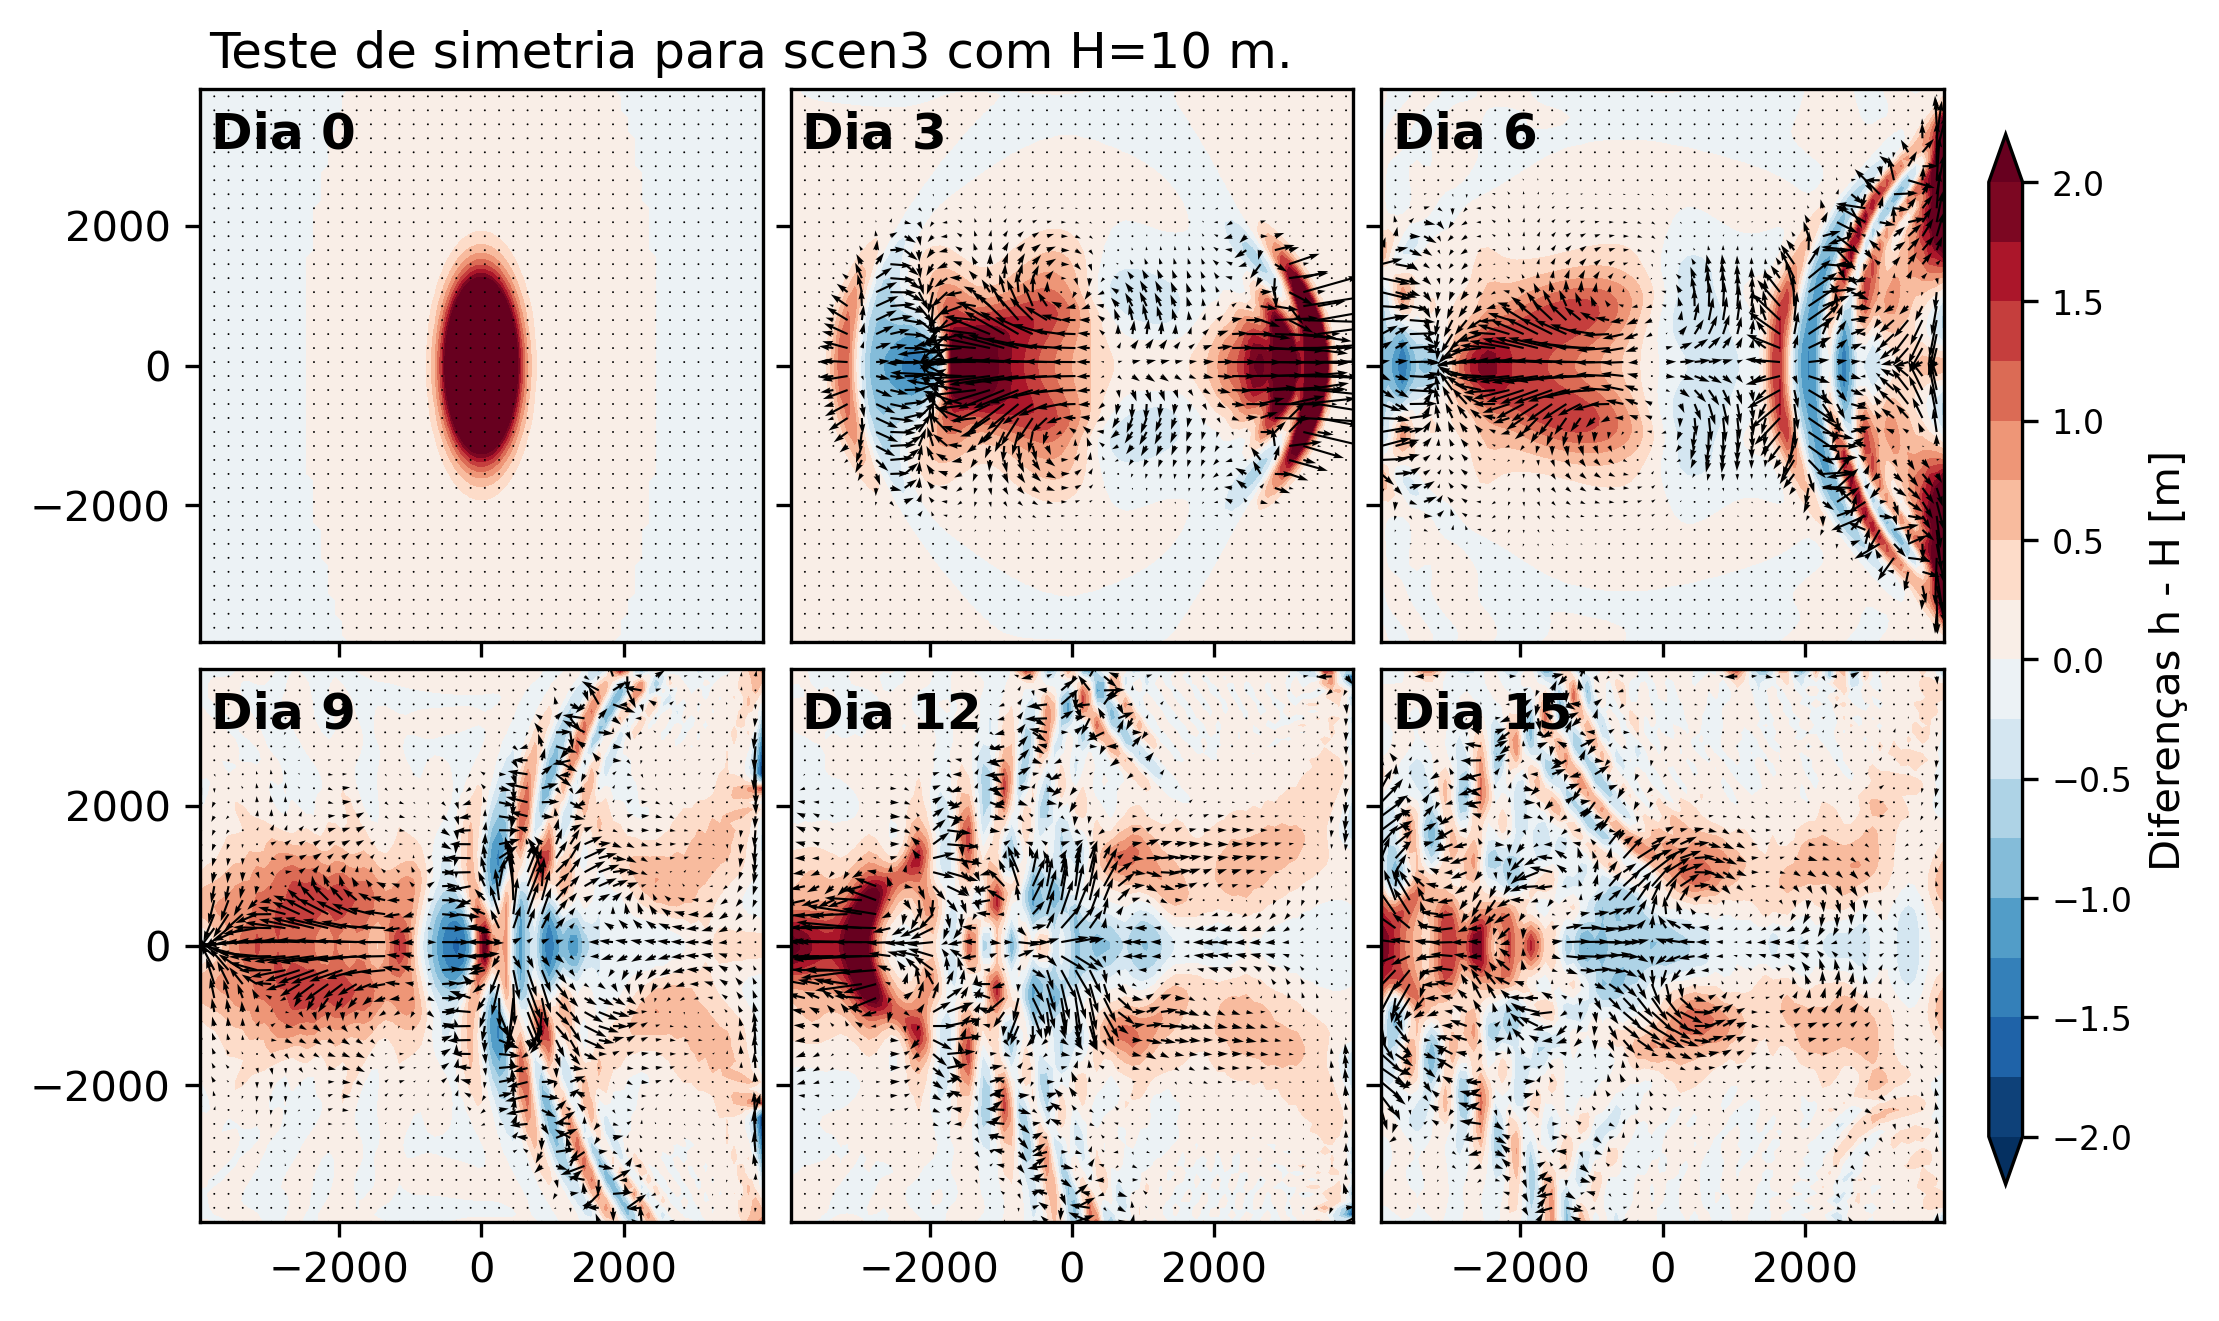 Teste de simetria para scen3 com H=10 m.
Dia 0
Dia 3
Dia 6
2000
0
−2000
Dia 9
Dia 12
Dia 15
2000
0
−2000
−2000 0 2000
−2000 0 2000
−2000 0 2000
2.0
1.5
1.0
0.5
0.0
−0.5
−1.0
−1.5
−2.0
Diferenças h - H [m]